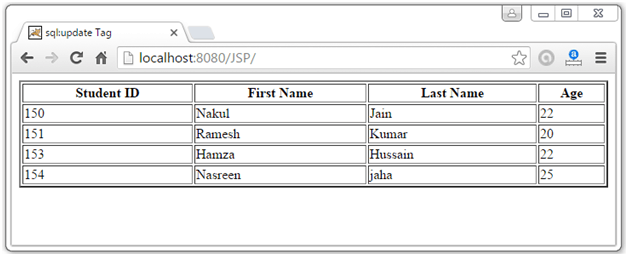 sql:update Tag
localhost:8080/JSP/
Student ID First Name Last Name Age
150 Nakul Jain 22
151 Ramesh Kumar 20
153 Hamza Hussain 22
154 Nasreen jaha 25